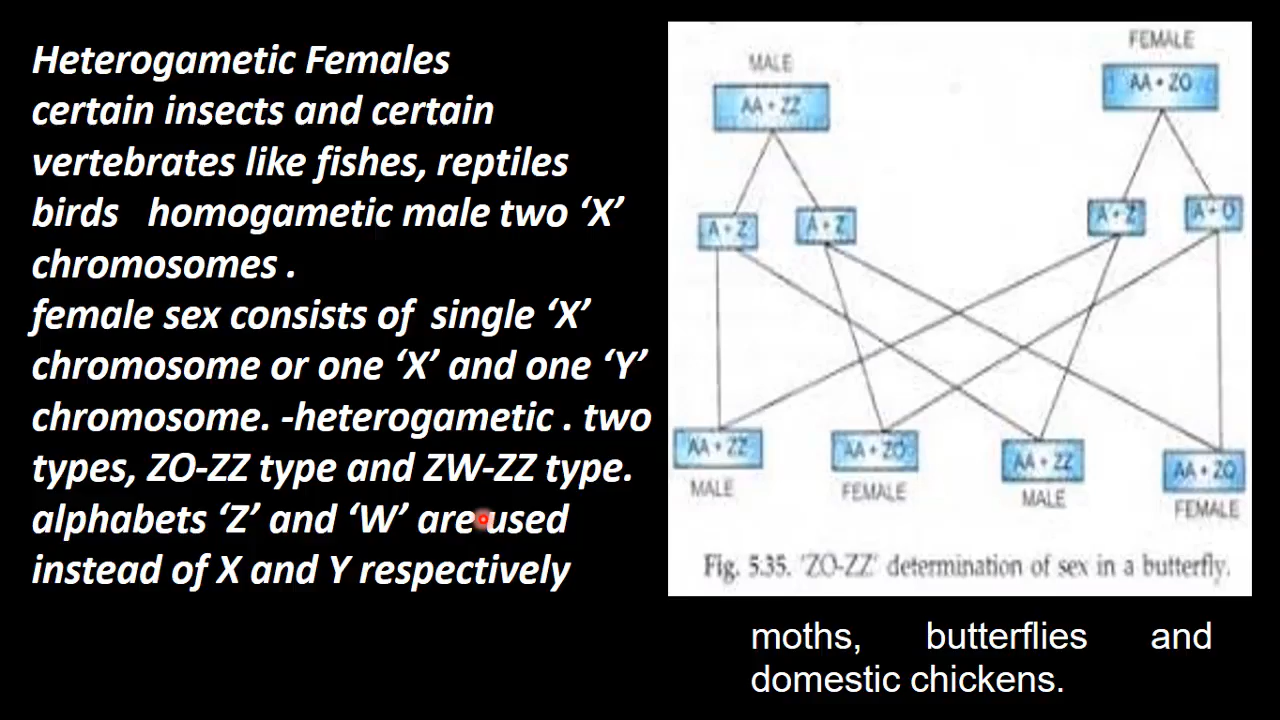 Heterogametic Females
certain insects and certain
vertebrates like fishes, reptiles
birds homogametic male two ‘X’
chromosomes .
female sex consists of single ‘X’
chromosome or one ‘X’ and one ‘Y’
chromosome. -heterogametic . two
types, ZO-ZZ type and ZW-ZZ type.
alphabets ‘Z’ and ‘W’ are used
instead of X and Y respectively
MALE
FEMALE
AA + ZZ
AA + ZO
A + Z
A + Z
A + Z
A + O
AA + ZZ
AA + ZO
AA + ZZ
AA + ZO
MALE
FEMALE
MALE
FEMALE
Fig. 5.35. 'ZO-ZZ' determination of sex in a butterfly.
moths, butterflies and
domestic chickens.